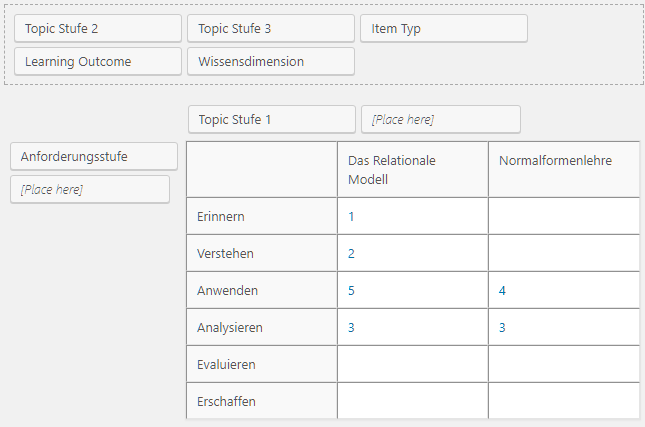 Topic Stufe 2 Topic Stufe 3 Item Typ
Learning Outcome Wissensdimension
Topic Stufe 1 [Place here]
Anforderungsstufe
[Place here]
Das Relationale Modell Normalformenlehre
Erinnern 1
Verstehen 2
Anwenden 5 4
Analysieren 3 3
Evaluieren
Erschaffen